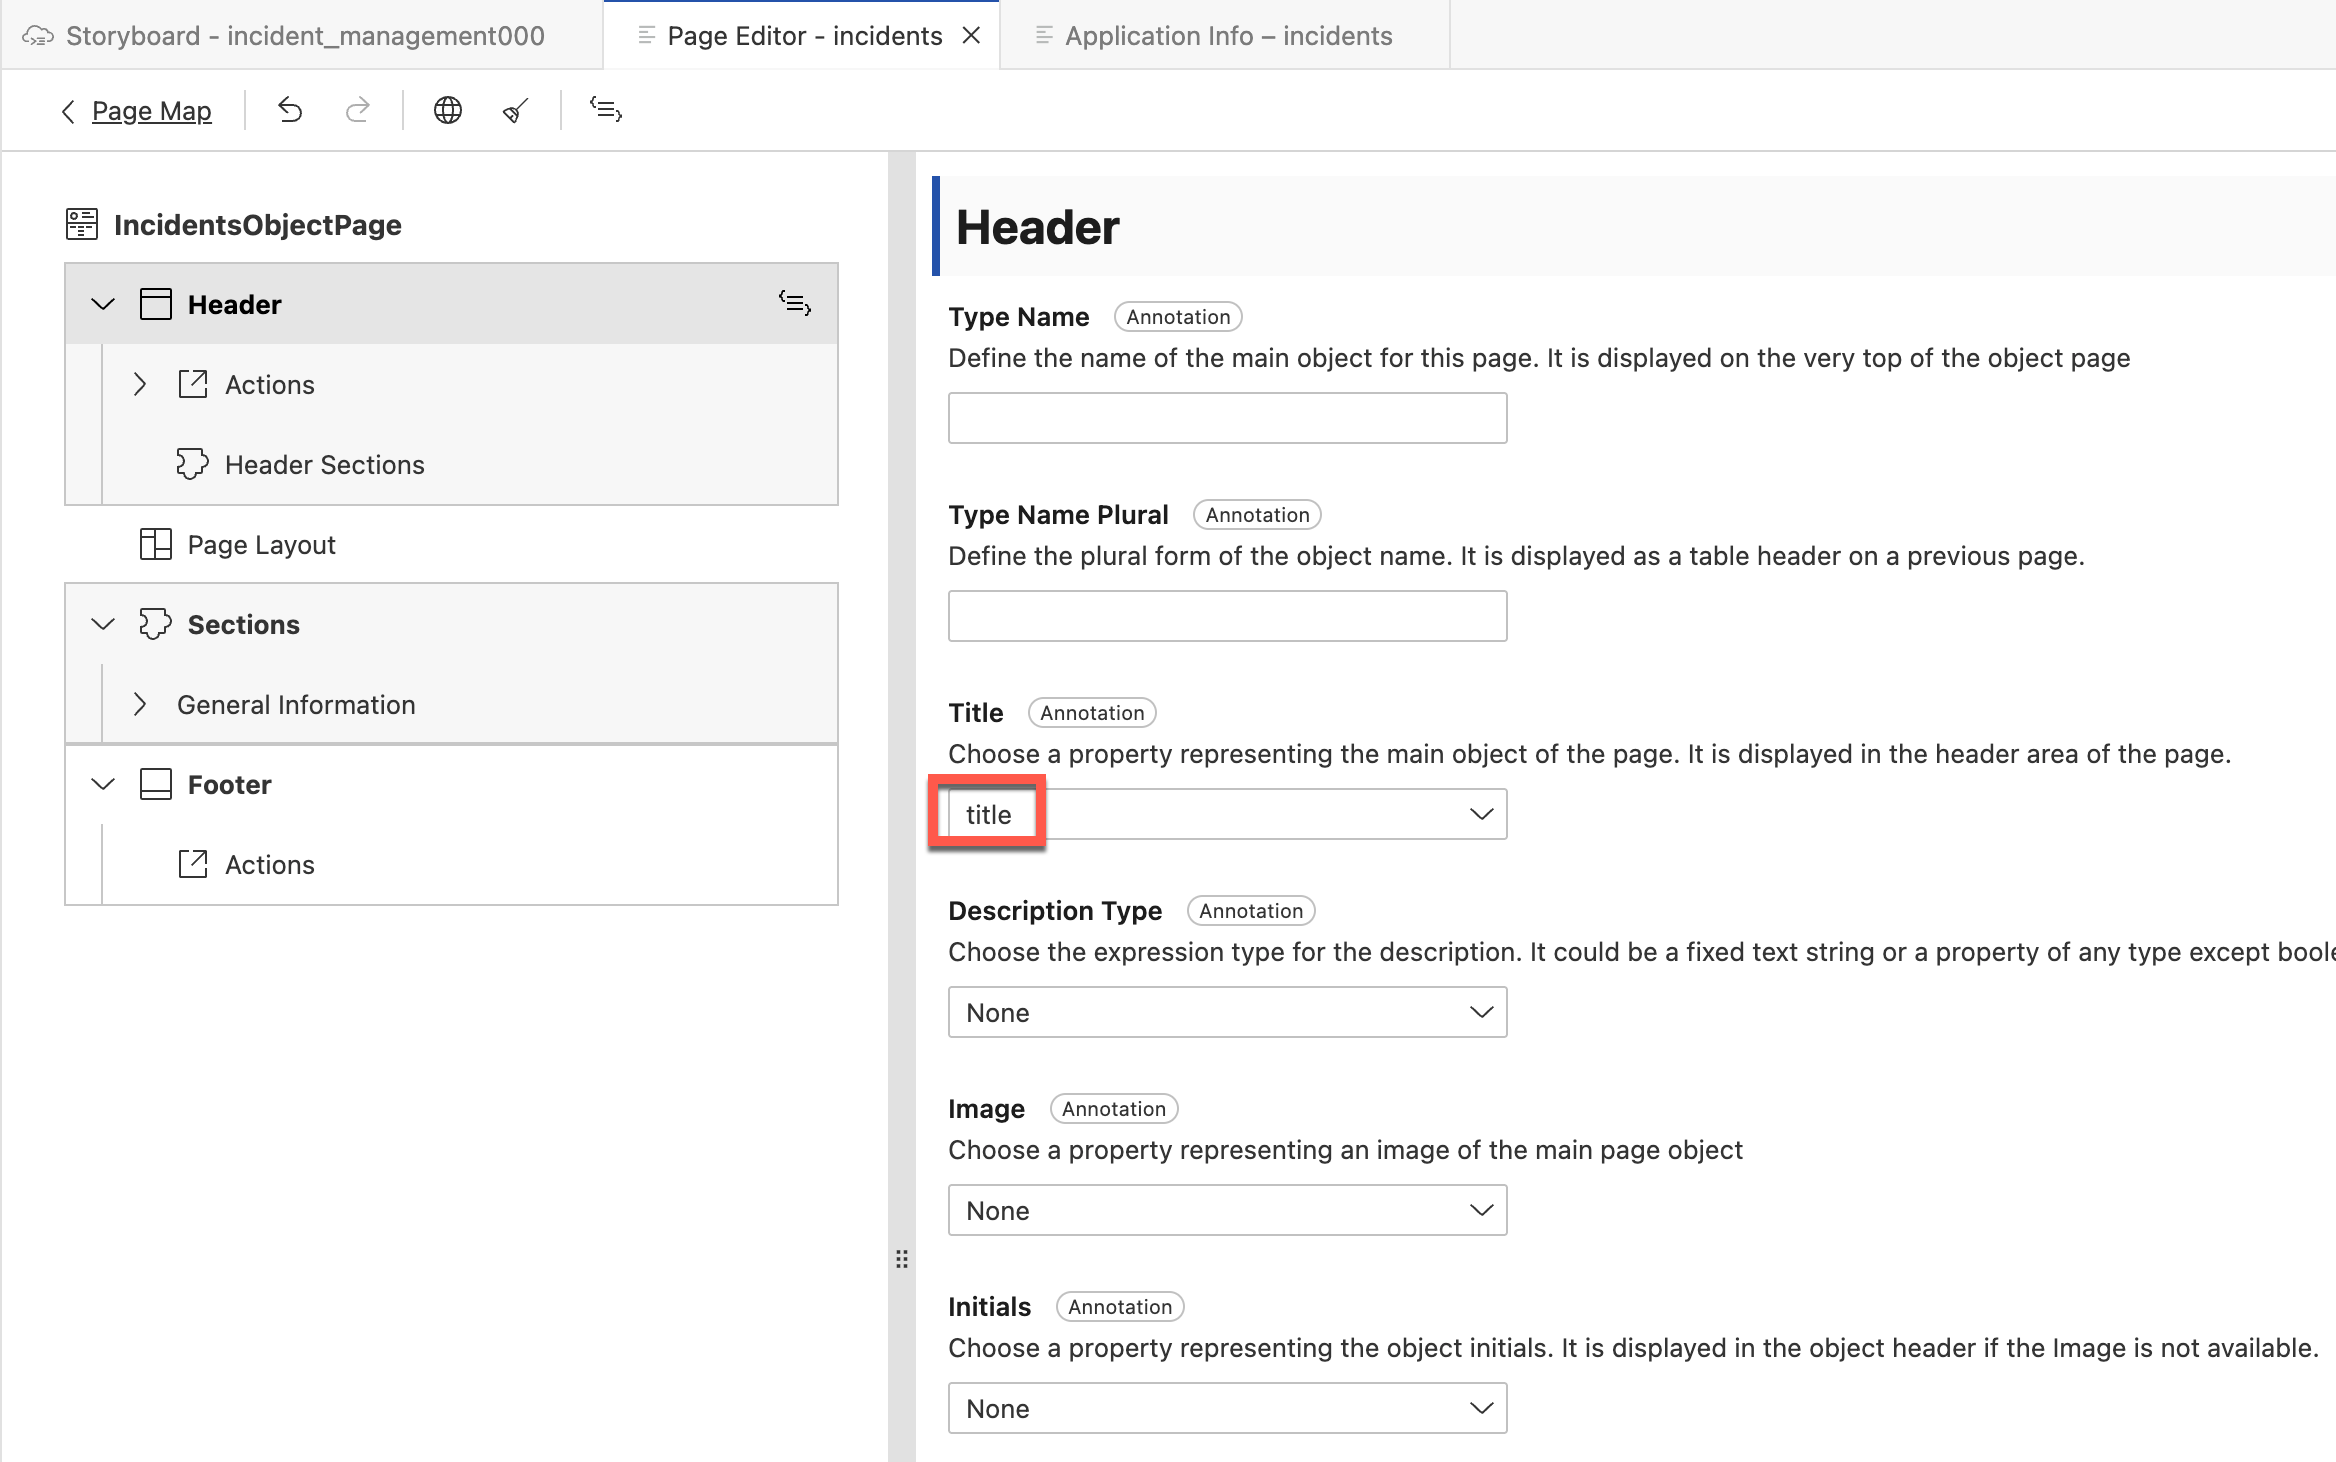 Storyboard - incident_management000
Page Editor - incidents
Application Info – incidents
Page Map
IncidentsObjectPage
Header
Actions
Header Sections
Page Layout
Sections
General Information
Footer
Actions
Header
Type Name Annotation
Define the name of the main object for this page. It is displayed on the very top of the object page
Type Name Plural Annotation
Define the plural form of the object name. It is displayed as a table header on a previous page.
Title Annotation
Choose a property representing the main object of the page. It is displayed in the header area of the page.
title
Description Type Annotation
Choose the expression type for the description. It could be a fixed text string or a property of any type except boole
None
Image Annotation
Choose a property representing an image of the main page object
None
Initials Annotation
Choose a property representing the object initials. It is displayed in the object header if the Image is not available.
None